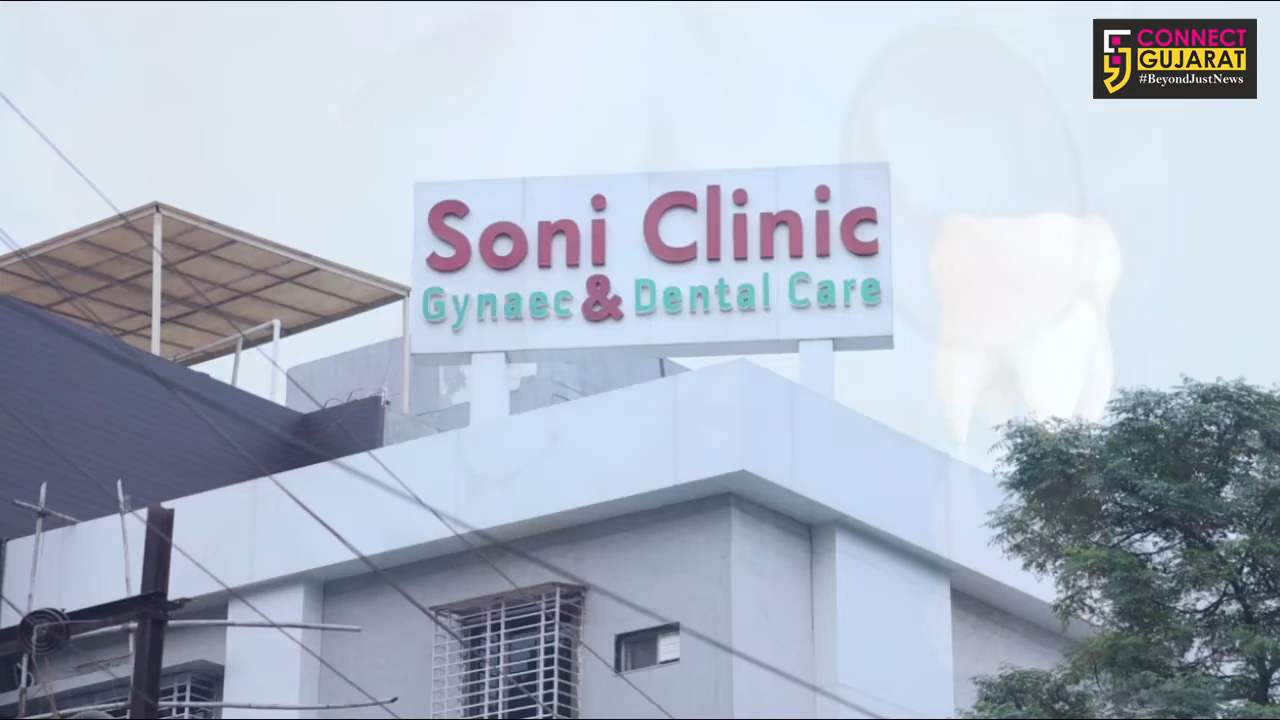 Soni Clinic
Gynaec & Dental Care
CONNECT
GUJARAT
#BeyondJustNews